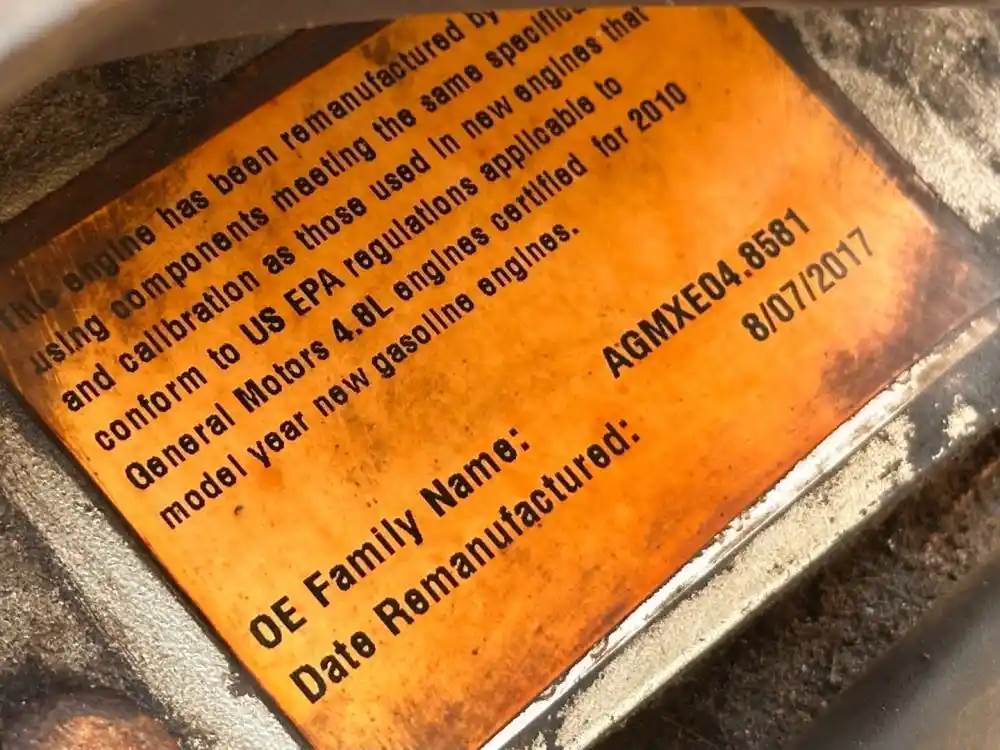 This engine has been remanufactured by
using components meeting the same
and calibration as those used in new engines that
conform to US EPA regulations applicable to
General Motors 4.8L engines certified for 2010
model year new gasoline engines.
OE Family Name: AGMXE04.8581
Date Remanufactured: 8/07/2017